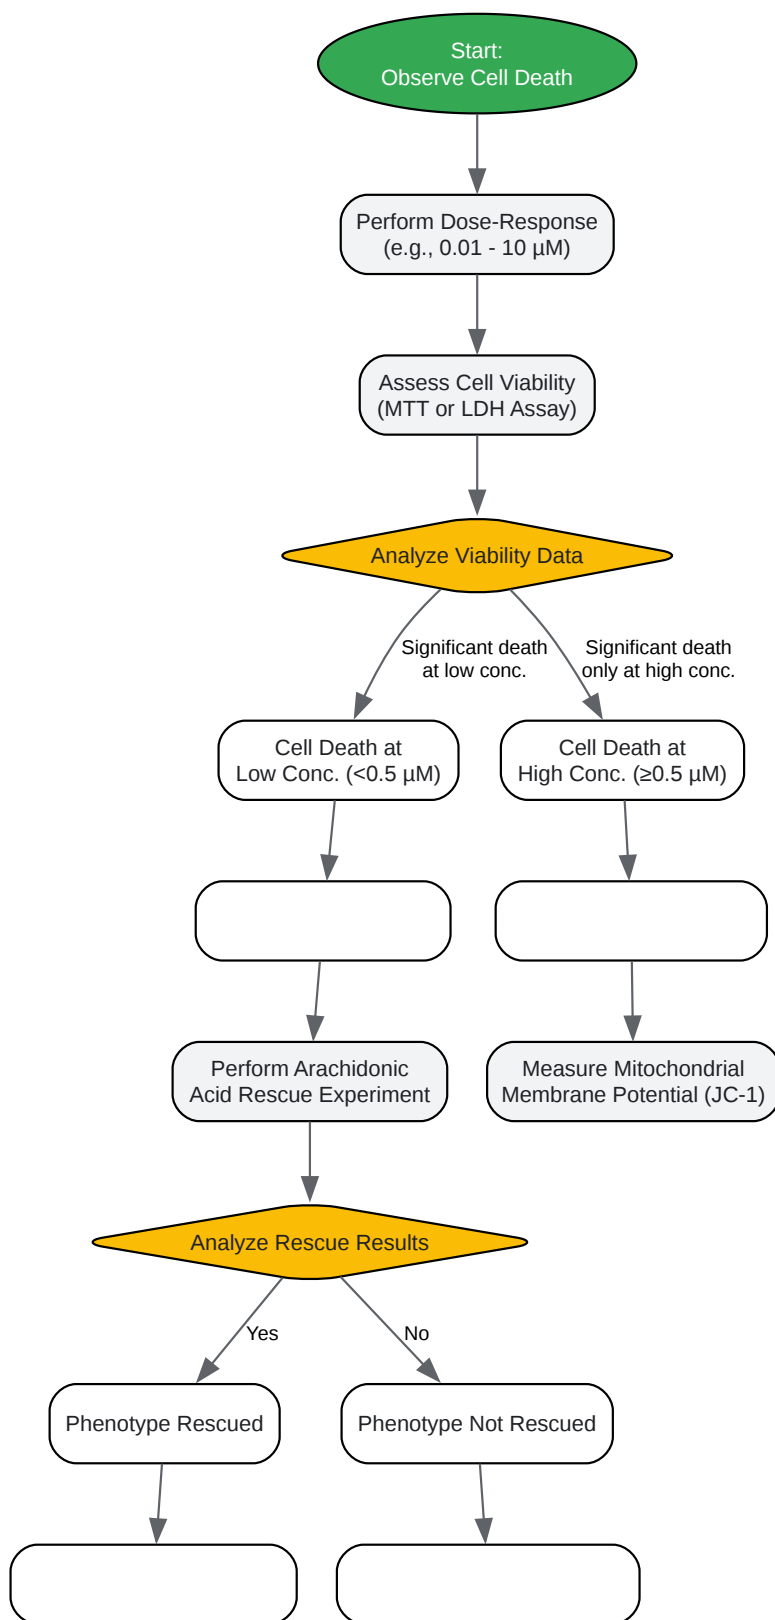 Start:
Observe Cell Death
Perform Dose-Response
(e.g., 0.01 - 10 µM)
Assess Cell Viability
(MTT or LDH Assay)
Analyze Viability Data
Significant death
at low conc.
Significant death
only at high conc.
Cell Death at
Low Conc. (<0.5 µM)
Cell Death at
High Conc. (≥0.5 µM)
Perform Arachidonic
Acid Rescue Experiment
Measure Mitochondrial
Membrane Potential (JC-1)
Analyze Rescue Results
Yes
No
Phenotype Rescued
Phenotype Not Rescued